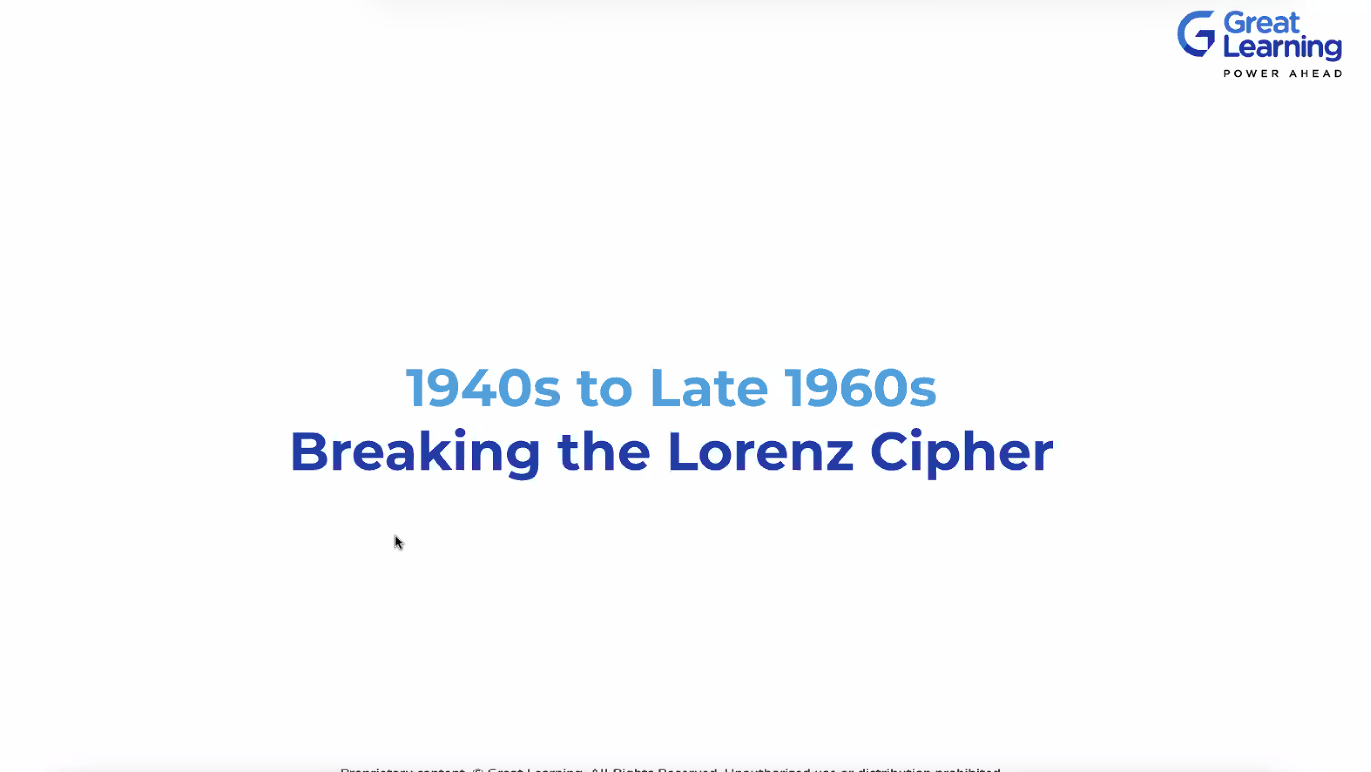 Great
Learning
POWER AHEAD
1940s to Late 1960s
Breaking the Lorenz Cipher
Proprietary content. © Great Learning. All Rights Reserved. Unauthorized use or distribution prohibited.